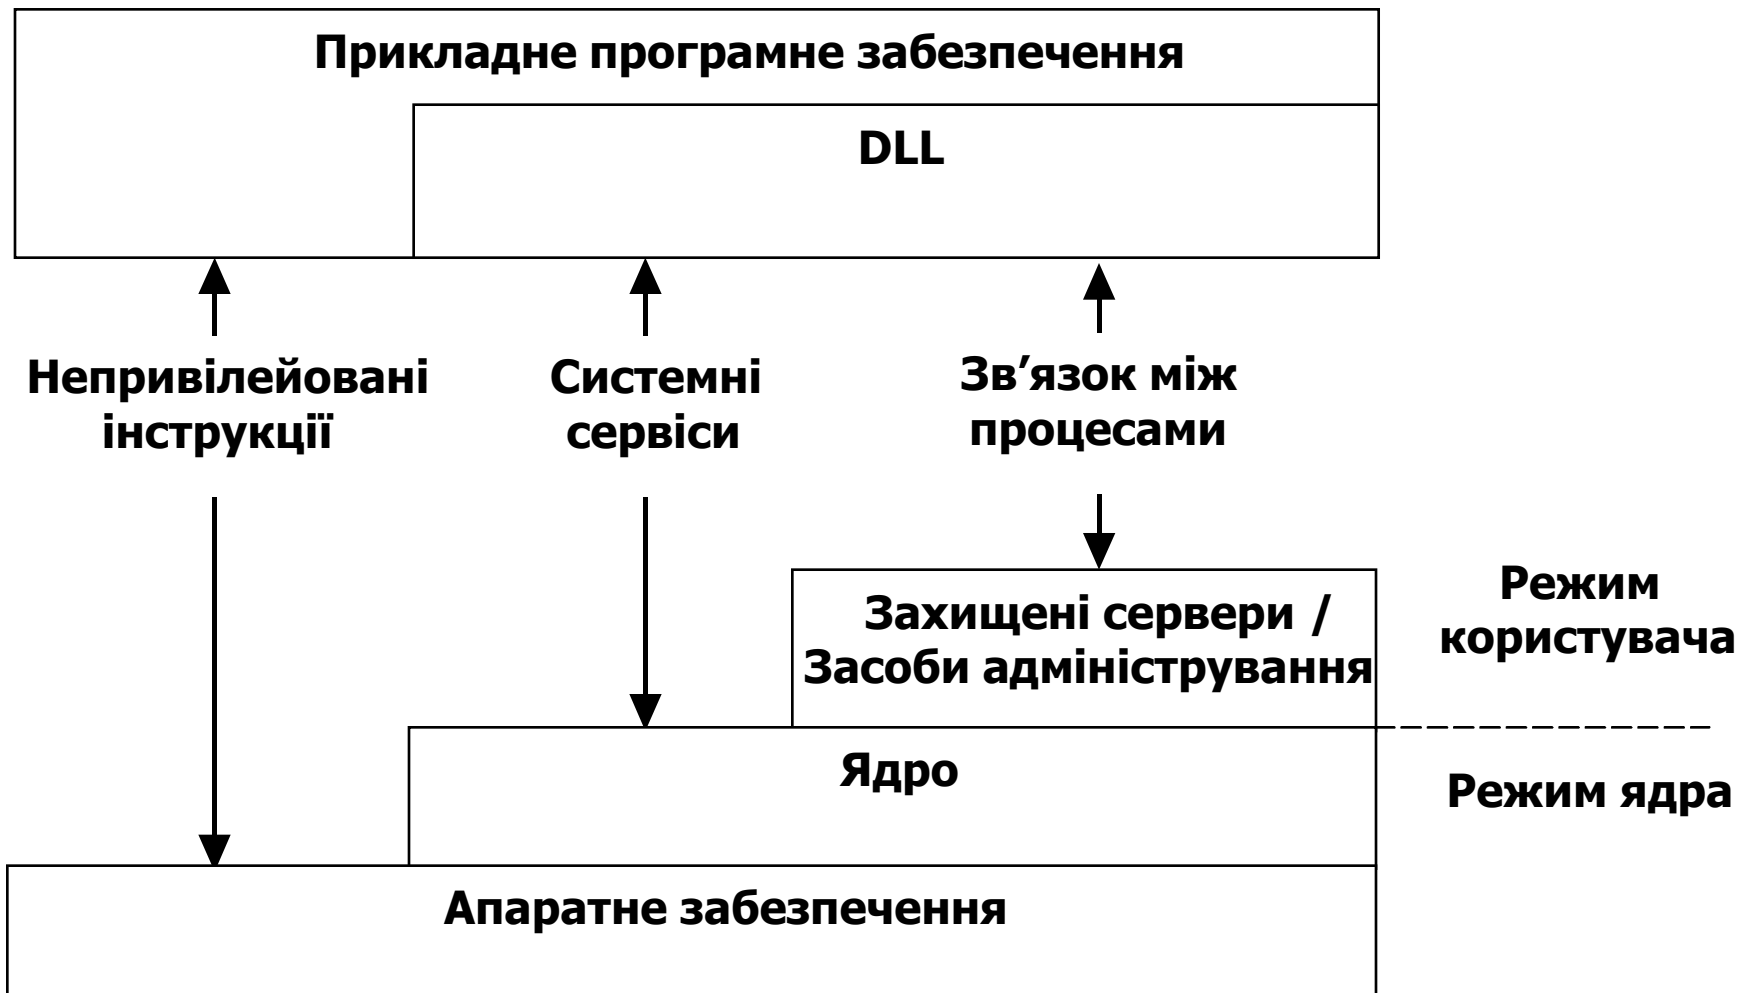 Прикладне програмне забезпечення
DLL
Непривілейовані
інструкції
Системні
сервіси
Зв’язок між
процесами
Захищені сервери /
Засоби адміністрування
Режим
користувача
Ядро
Режим ядра
Апаратне забезпечення